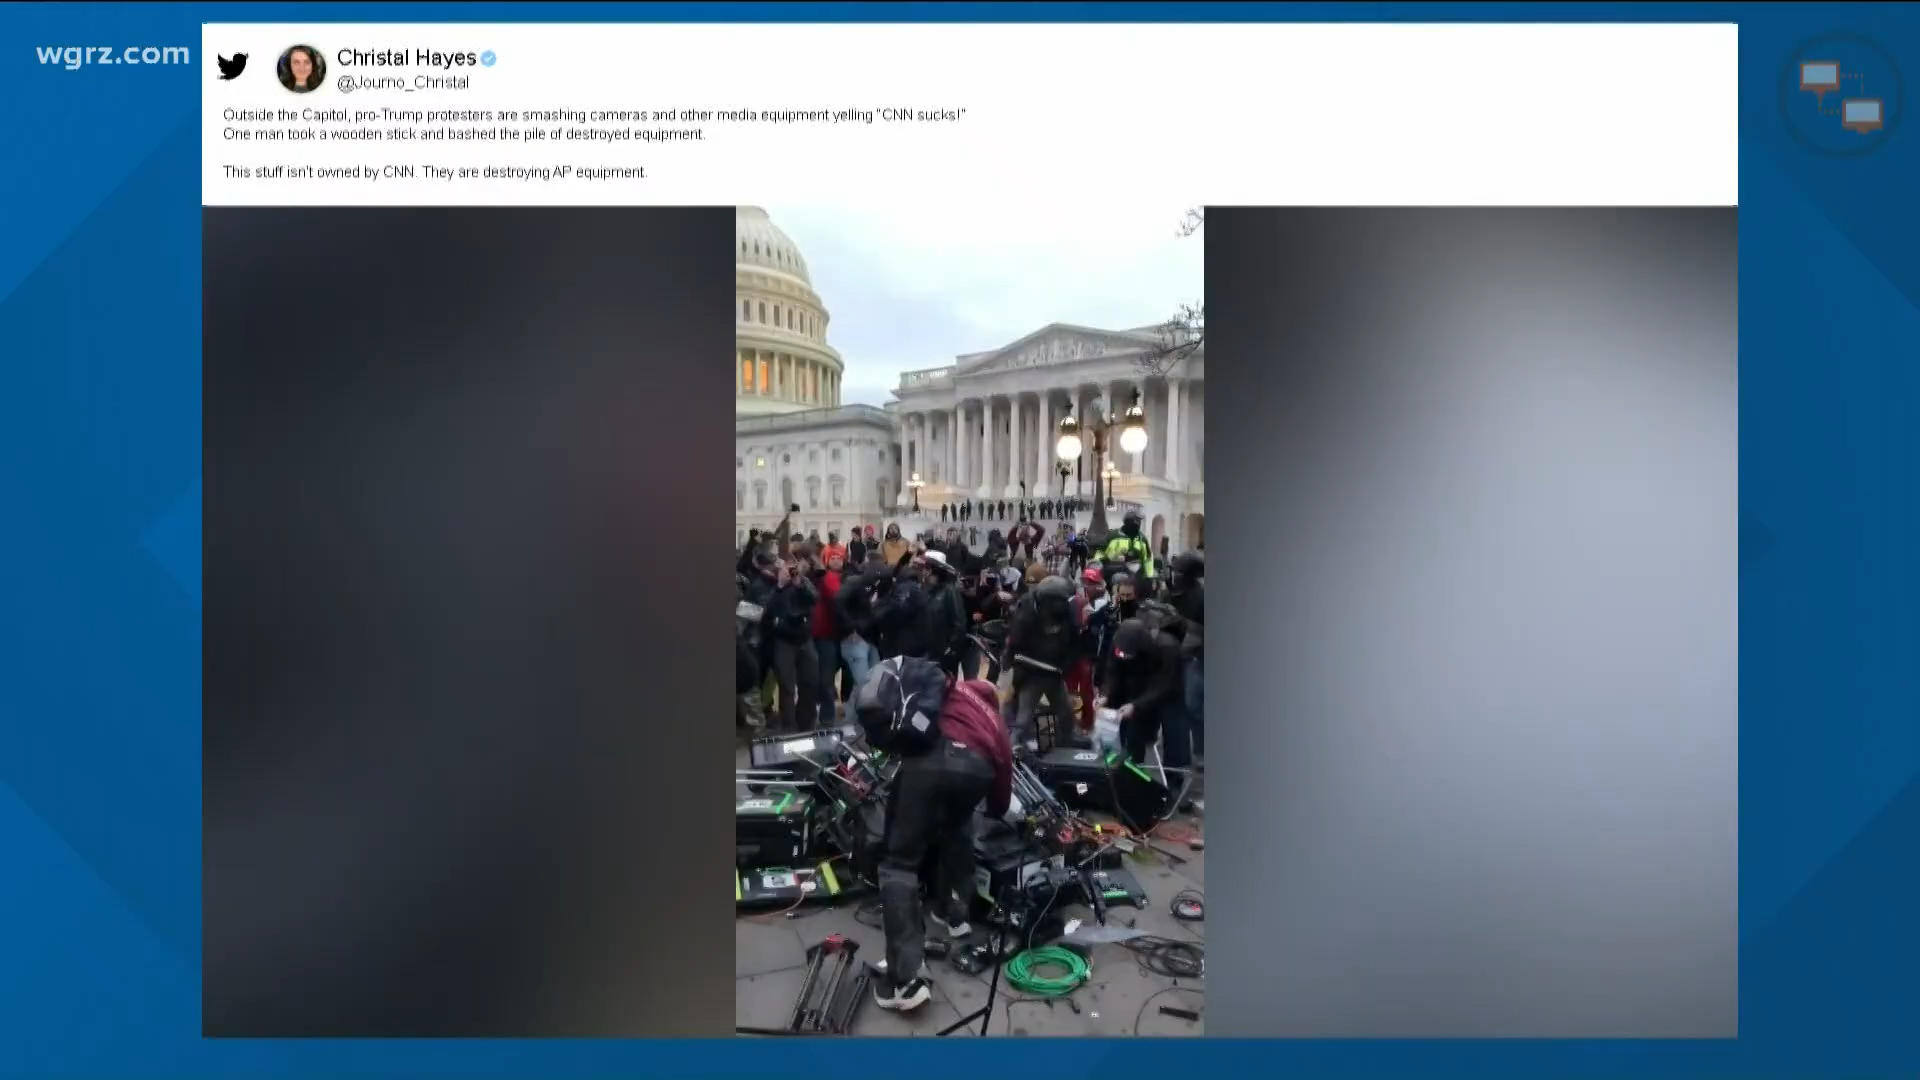 wgrz.com
Christal Hayes
@Journo_Christal
Outside the Capitol, pro-Trump protesters are smashing cameras and other media equipment yelling "CNN sucks!"
One man took a wooden stick and bashed the pile of destroyed equipment.
This stuff isn't owned by CNN. They are destroying AP equipment.